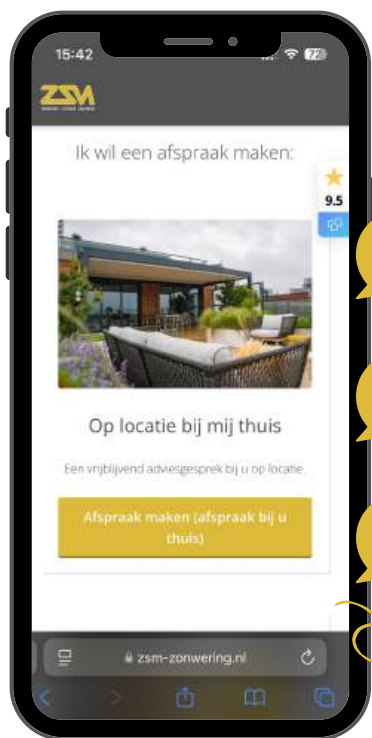 15:42
72
ZSM
Ik wil een afspraak maken:
9.5
Op locatie bij mij thuis
Een vrijblijvend adviesgesprek bij u op locatie.
Afspraak maken (afspraak bij u
thuis)
zsm-zonwering.nl